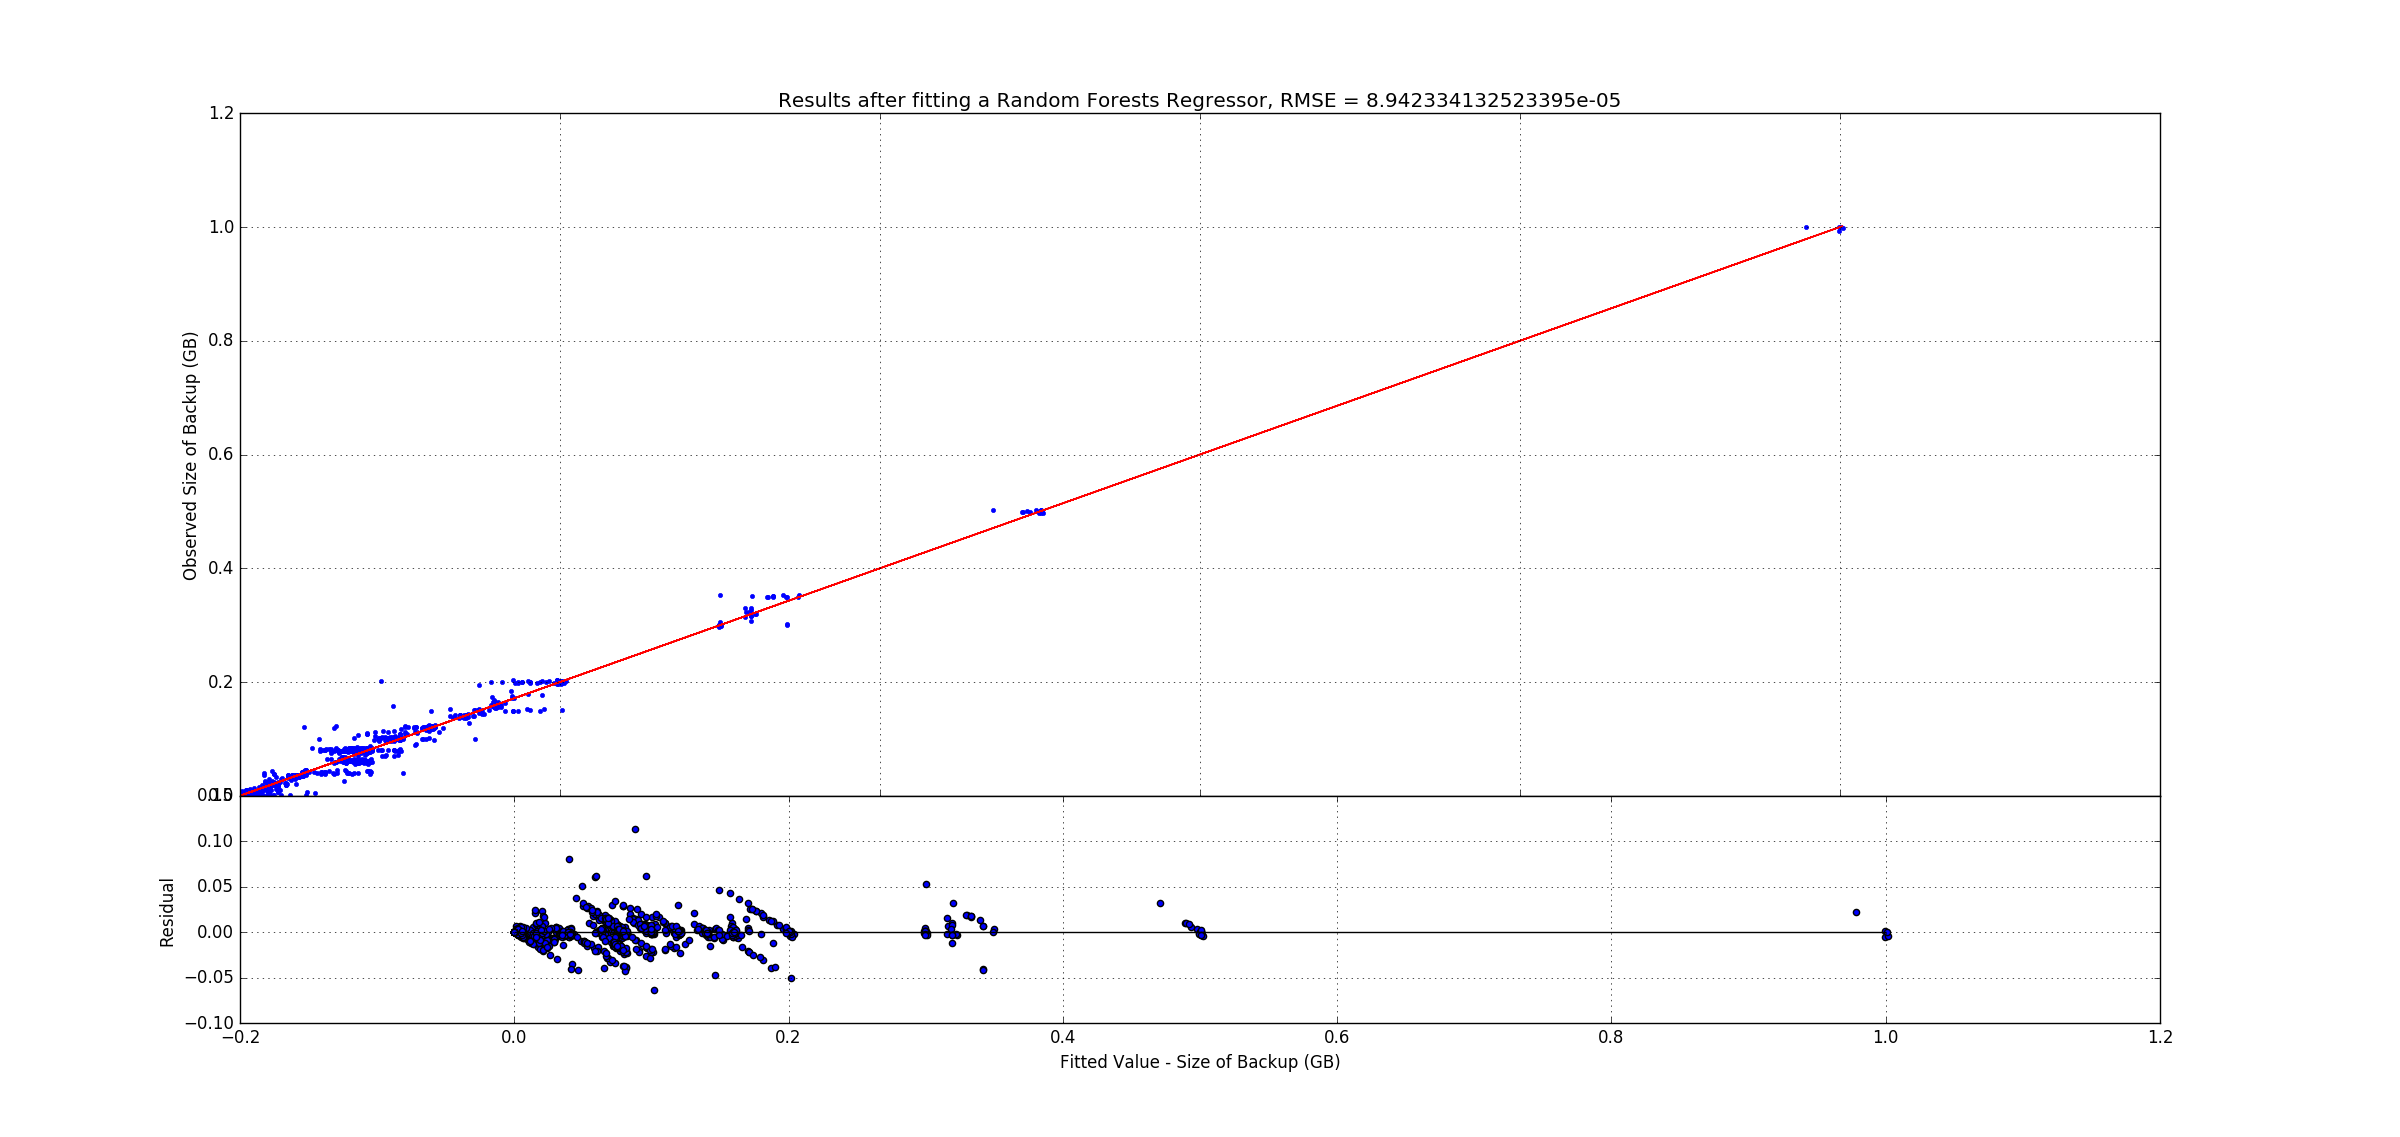 Results after fitting a Random Forests Regressor, RMSE = 8.942334132523395e-05
1.2
1.0
0.8
0.6
0.4
0.2
Observed Size of Backup (GB)
0.15
0.10
0.05
0.00
−0.05
−0.10
Residual
−0.2 0.0 0.2 0.4 0.6 0.8 1.0 1.2
Fitted Value - Size of Backup (GB)